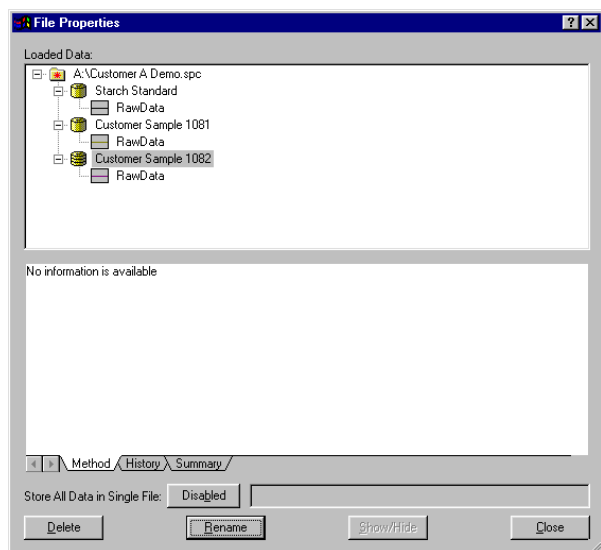 File Properties
Loaded Data:
A:\Customer A Demo.spc
Starch Standard
RawData
Customer Sample 1081
RawData
Customer Sample 1082
RawData
No information is available
Method History Summary
Store All Data in Single File: Disabled
Delete Rename Show/Hide Close